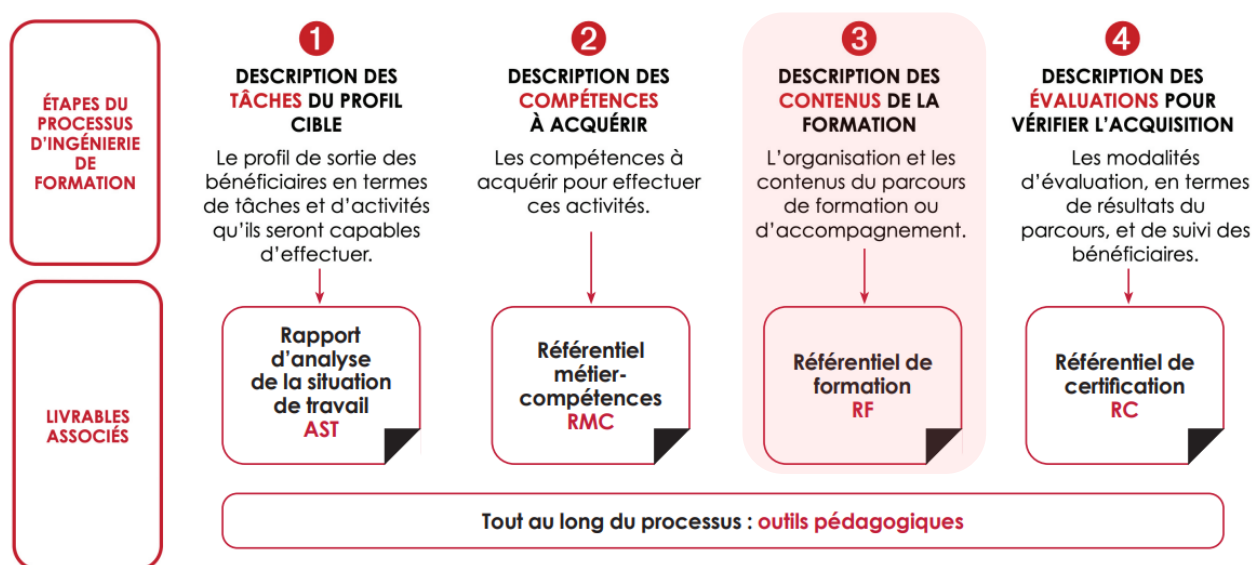 ÉTAPES DU
PROCESSUS
D'INGÉNIERIE
DE
FORMATION
1
DESCRIPTION DES
TÂCHES DU PROFIL
CIBLE
Le profil de sortie des
bénéficiaires en termes
de tâches et d'activités
qu'ils seront capables
d'effectuer.
2
DESCRIPTION DES
COMPÉTENCES
À ACQUÉRIR
Les compétences à
acquérir pour effectuer
ces activités.
3
DESCRIPTION DES
CONTENUS DE LA
FORMATION
L'organisation et les
contenus du parcours
de formation ou
d'accompagnement.
4
DESCRIPTION DES
ÉVALUATIONS POUR
VÉRIFIER L'ACQUISITION
Les modalités
d'évaluation, en termes
de résultats du
parcours, et de suivi des
bénéficiaires.
LIVRABLES
ASSOCIÉS
Rapport
d'analyse
de la situation
de travail
AST
Référentiel
métier-
compétences
RMC
Référentiel de
formation
RF
Référentiel de
certification
RC
Tout au long du processus : outils pédagogiques